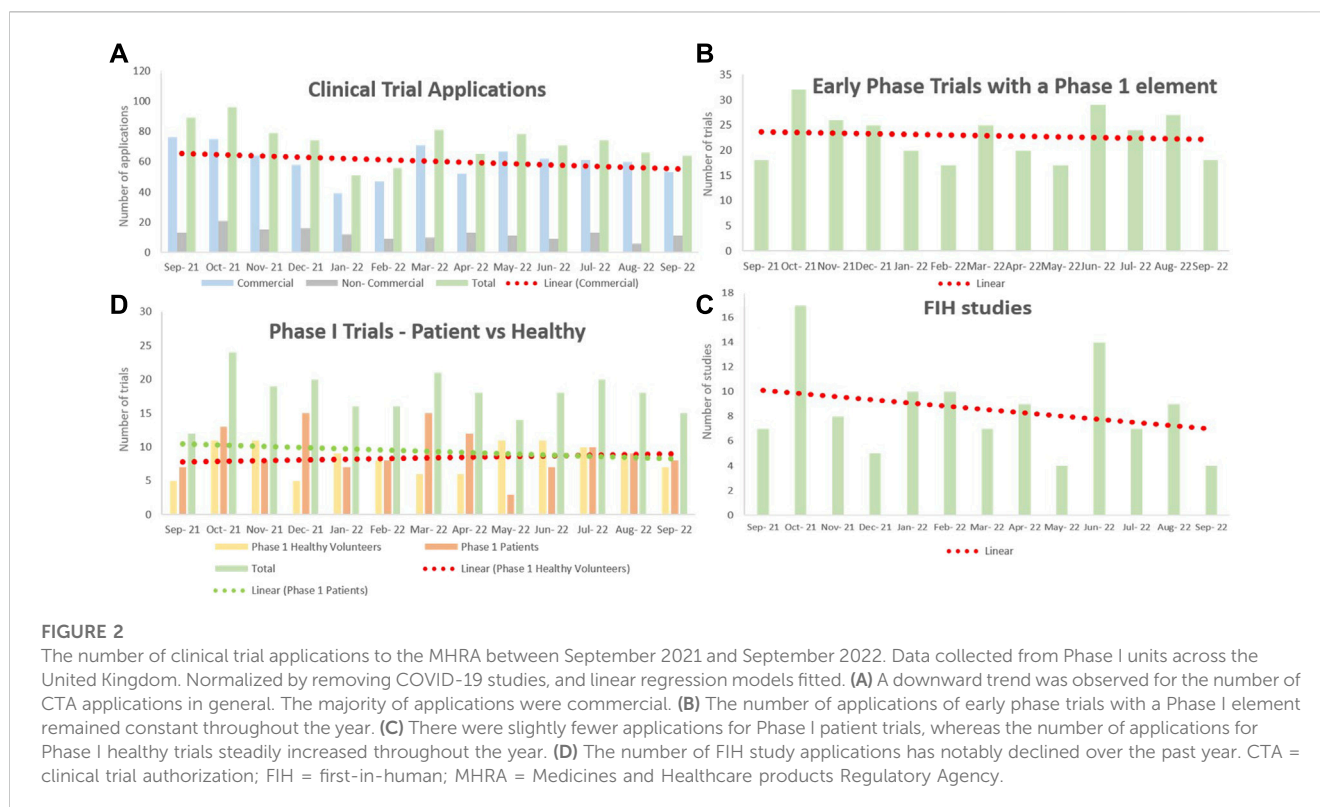 A
Clinical Trial Applications
120
100
80
60
40
20
0
Number of applications
Sep- 21 Oct- 21 Nov- 21 Dec- 21 Jan- 22 Feb- 22 Mar- 22 Apr- 22 May- 22 Jun- 22 Jul- 22 Aug- 22 Sep- 22
Commercial Non- Commercial Total Linear (Commercial)
B
Early Phase Trials with a Phase 1 element
35
30
25
20
15
10
5
0
Number of trials
Sep- 21 Oct- 21 Nov- 21 Dec- 21 Jan- 22 Feb- 22 Mar- 22 Apr- 22 May- 22 Jun- 22 Jul- 22 Aug- 22 Sep- 22
Linear
D
Phase I Trials - Patient vs Healthy
30
25
20
15
10
5
0
Number of trials
Sep- 21 Oct- 21 Nov- 21 Dec- 21 Jan- 22 Feb- 22 Mar- 22 Apr- 22 May- 22 Jun- 22 Jul- 22 Aug- 22 Sep- 22
Phase 1 Healthy Volunteers Phase 1 Patients
Total Linear (Phase 1 Healthy Volunteers)
Linear (Phase 1 Patients)
C
FIH studies
18
16
14
12
10
8
6
4
2
0
Number of studies
Sep- 21 Oct- 21 Nov- 21 Dec- 21 Jan- 22 Feb- 22 Mar- 22 Apr- 22 May- 22 Jun- 22 Jul- 22 Aug- 22 Sep- 22
Linear
FIGURE 2
The number of clinical trial applications to the MHRA between September 2021 and September 2022. Data collected from Phase I units across the
United Kingdom. Normalized by removing COVID-19 studies, and linear regression models fitted. (A) A downward trend was observed for the number of
CTA applications in general. The majority of applications were commercial. (B) The number of applications of early phase trials with a Phase I element
remained constant throughout the year. (C) There were slightly fewer applications for Phase I patient trials, whereas the number of applications for
Phase I healthy trials steadily increased throughout the year. (D) The number of FIH study applications has notably declined over the past year. CTA =
clinical trial authorization; FIH = first-in-human; MHRA = Medicines and Healthcare products Regulatory Agency.